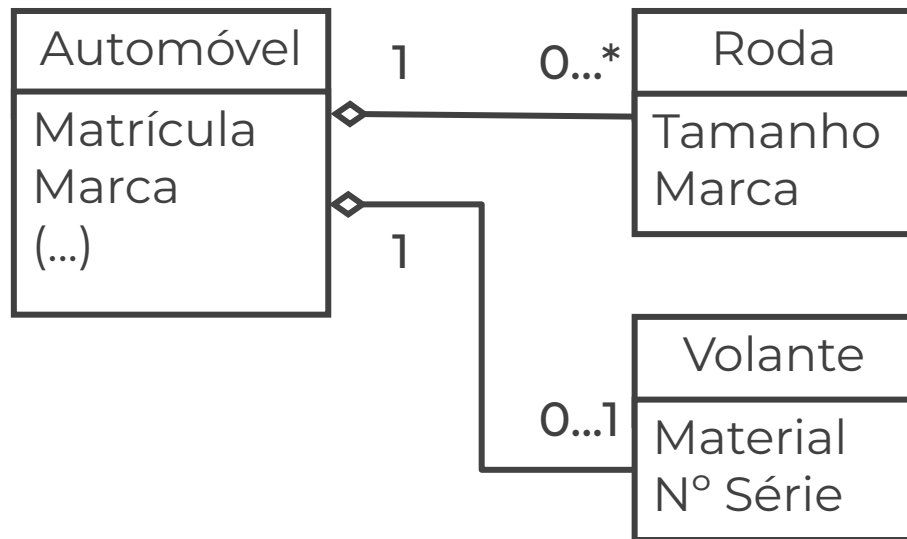 Automóvel
Matrícula
Marca
(...)
1
0...*
Roda
Tamanho
Marca
1
0...1
Volante
Material
Nº Série